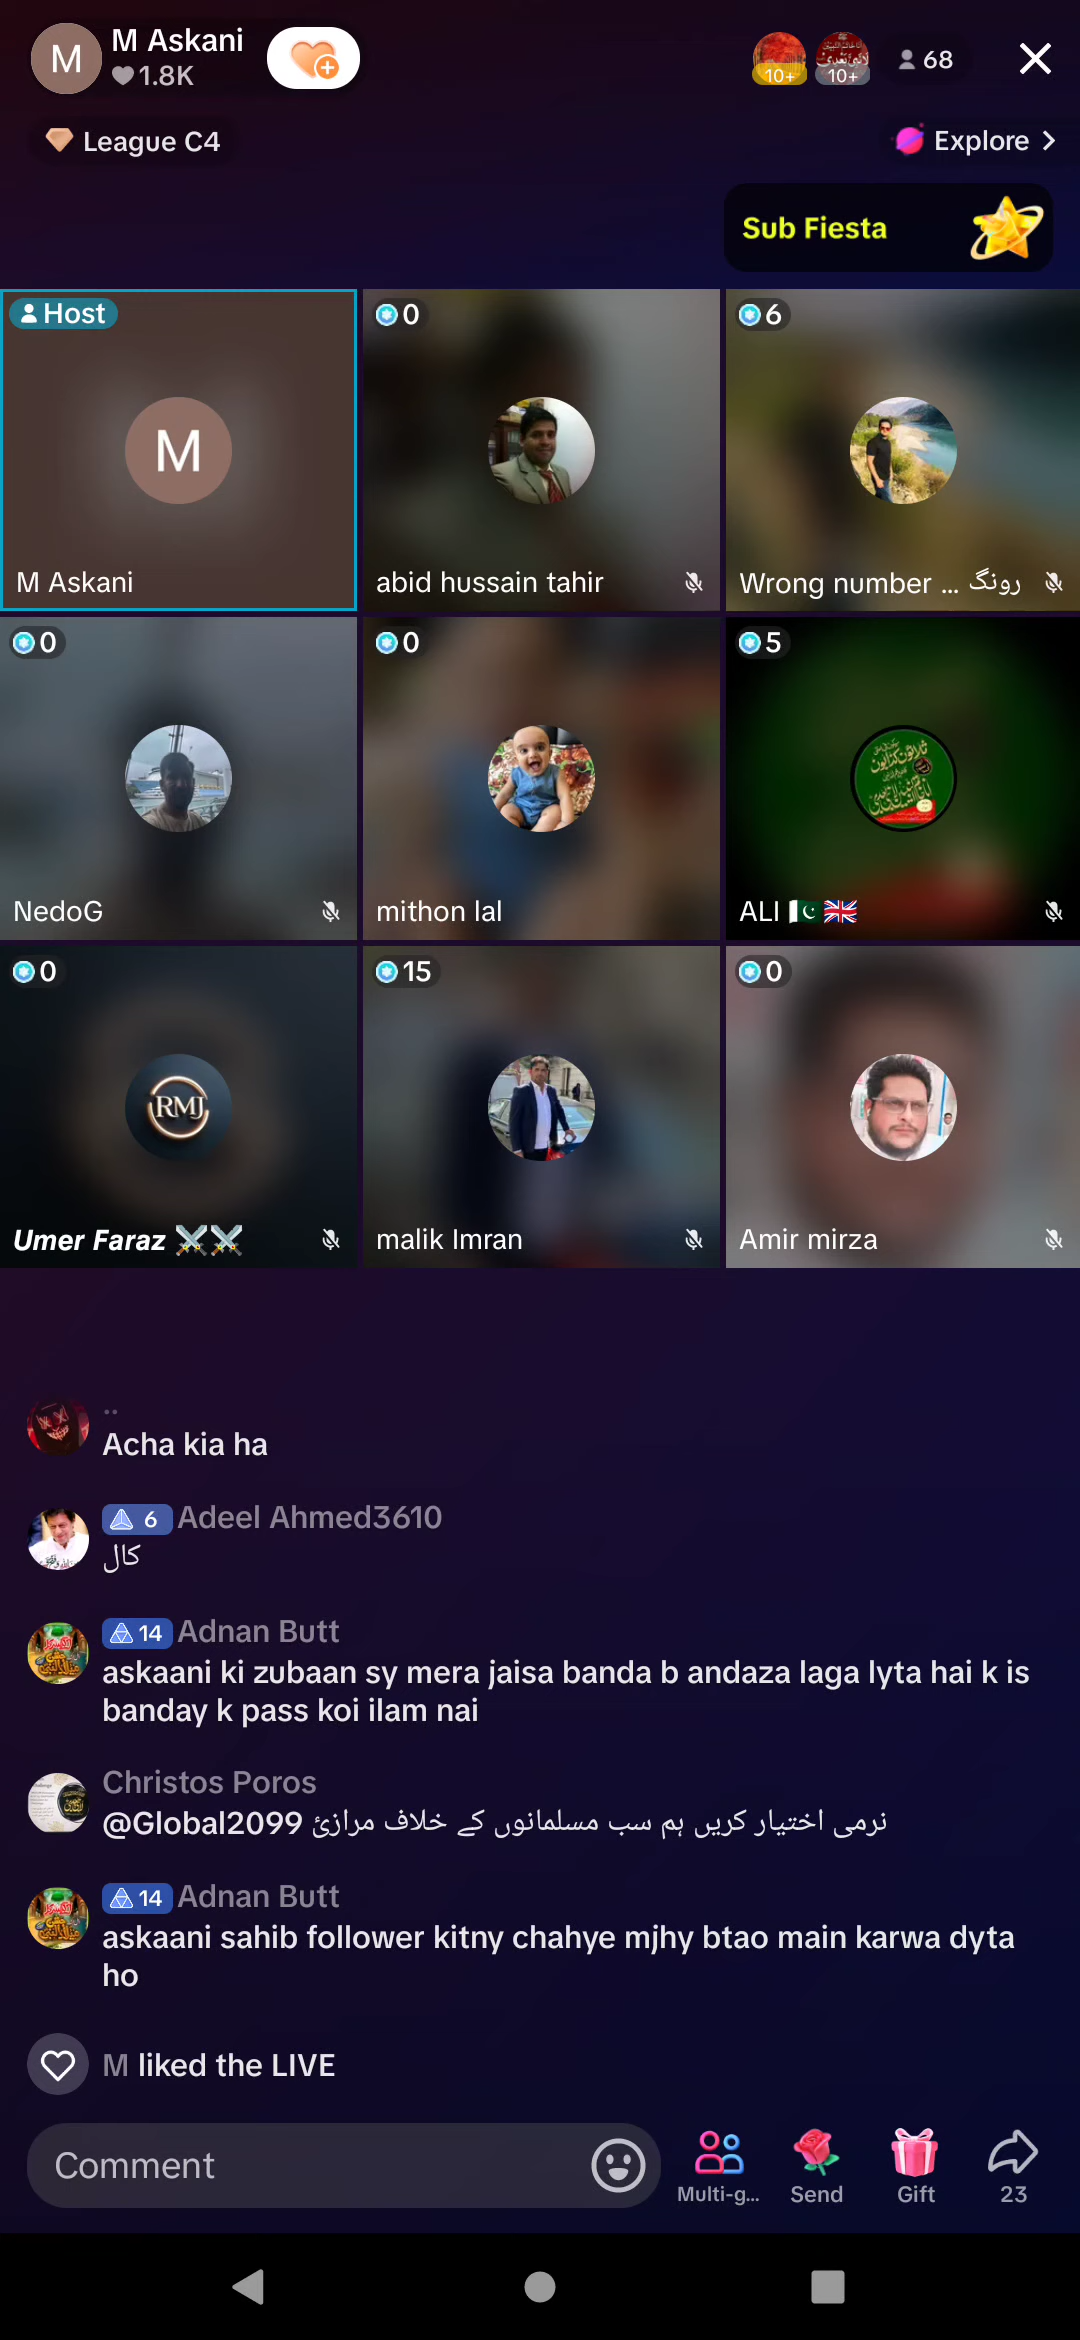 M
M Askani
1.8K
10+
10+
68
League C4
Explore
Sub Fiesta
Host
M
M Askani
0
abid hussain tahir
6
Wrong number ... رونگ
0
NedoG
0
mithon lal
5
ALI 🇵🇰🇬🇧
0
RMJ
Umer Faraz ⚔️⚔️
15
malik Imran
0
Amir mirza
..
Acha kia ha
6 Adeel Ahmed3610
کال
14 Adnan Butt
askaani ki zubaan sy mera jaisa banda b andaza laga lyta hai k is
banday k pass koi ilam nai
Christos Poros
@Global2099 نرمی اختیار کریں ہم سب مسلمانوں کے خلاف مرازئ
14 Adnan Butt
askaani sahib follower kitny chahye mjhy btao main karwa dyta
ho
M liked the LIVE
Comment
Multi-g...
Send
Gift
23